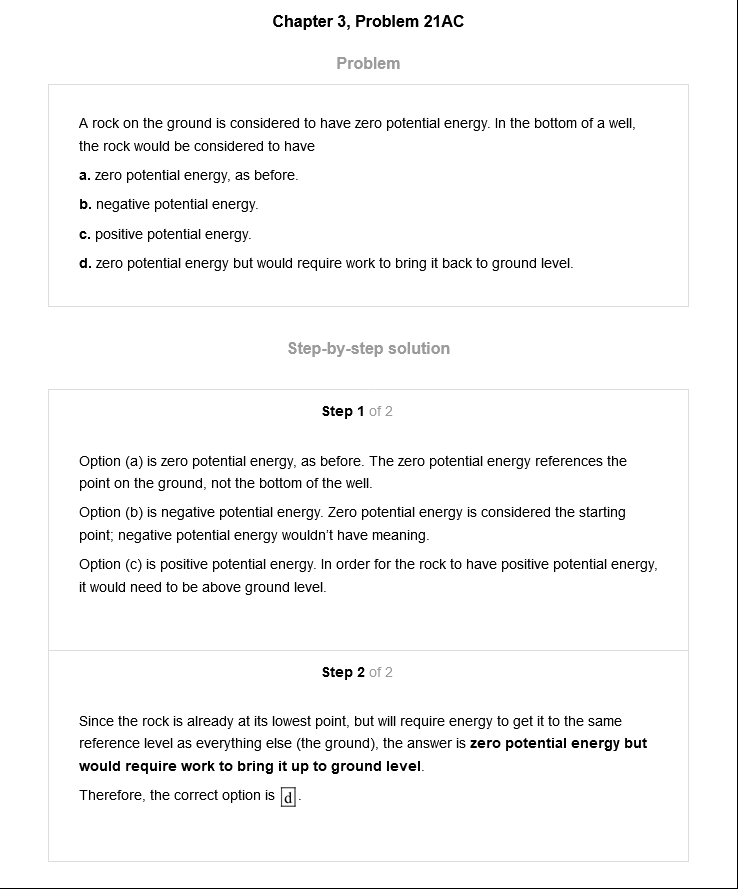 Chapter 3, Problem 21AC
Problem
A rock on the ground is considered to have zero potential energy. In the bottom of a well,
the rock would be considered to have
a. zero potential energy, as before.
b. negative potential energy.
c. positive potential energy.
d. zero potential energy but would require work to bring it back to ground level.
Step-by-step solution
Step 1 of 2
Option (a) is zero potential energy, as before. The zero potential energy references the
point on the ground, not the bottom of the well.
Option (b) is negative potential energy. Zero potential energy is considered the starting
point; negative potential energy wouldn't have meaning.
Option (c) is positive potential energy. In order for the rock to have positive potential energy,
it would need to be above ground level.
Step 2 of 2
Since the rock is already at its lowest point, but will require energy to get it to the same
reference level as everything else (the ground), the answer is zero potential energy but
would require work to bring it up to ground level.
Therefore, the correct option is d.